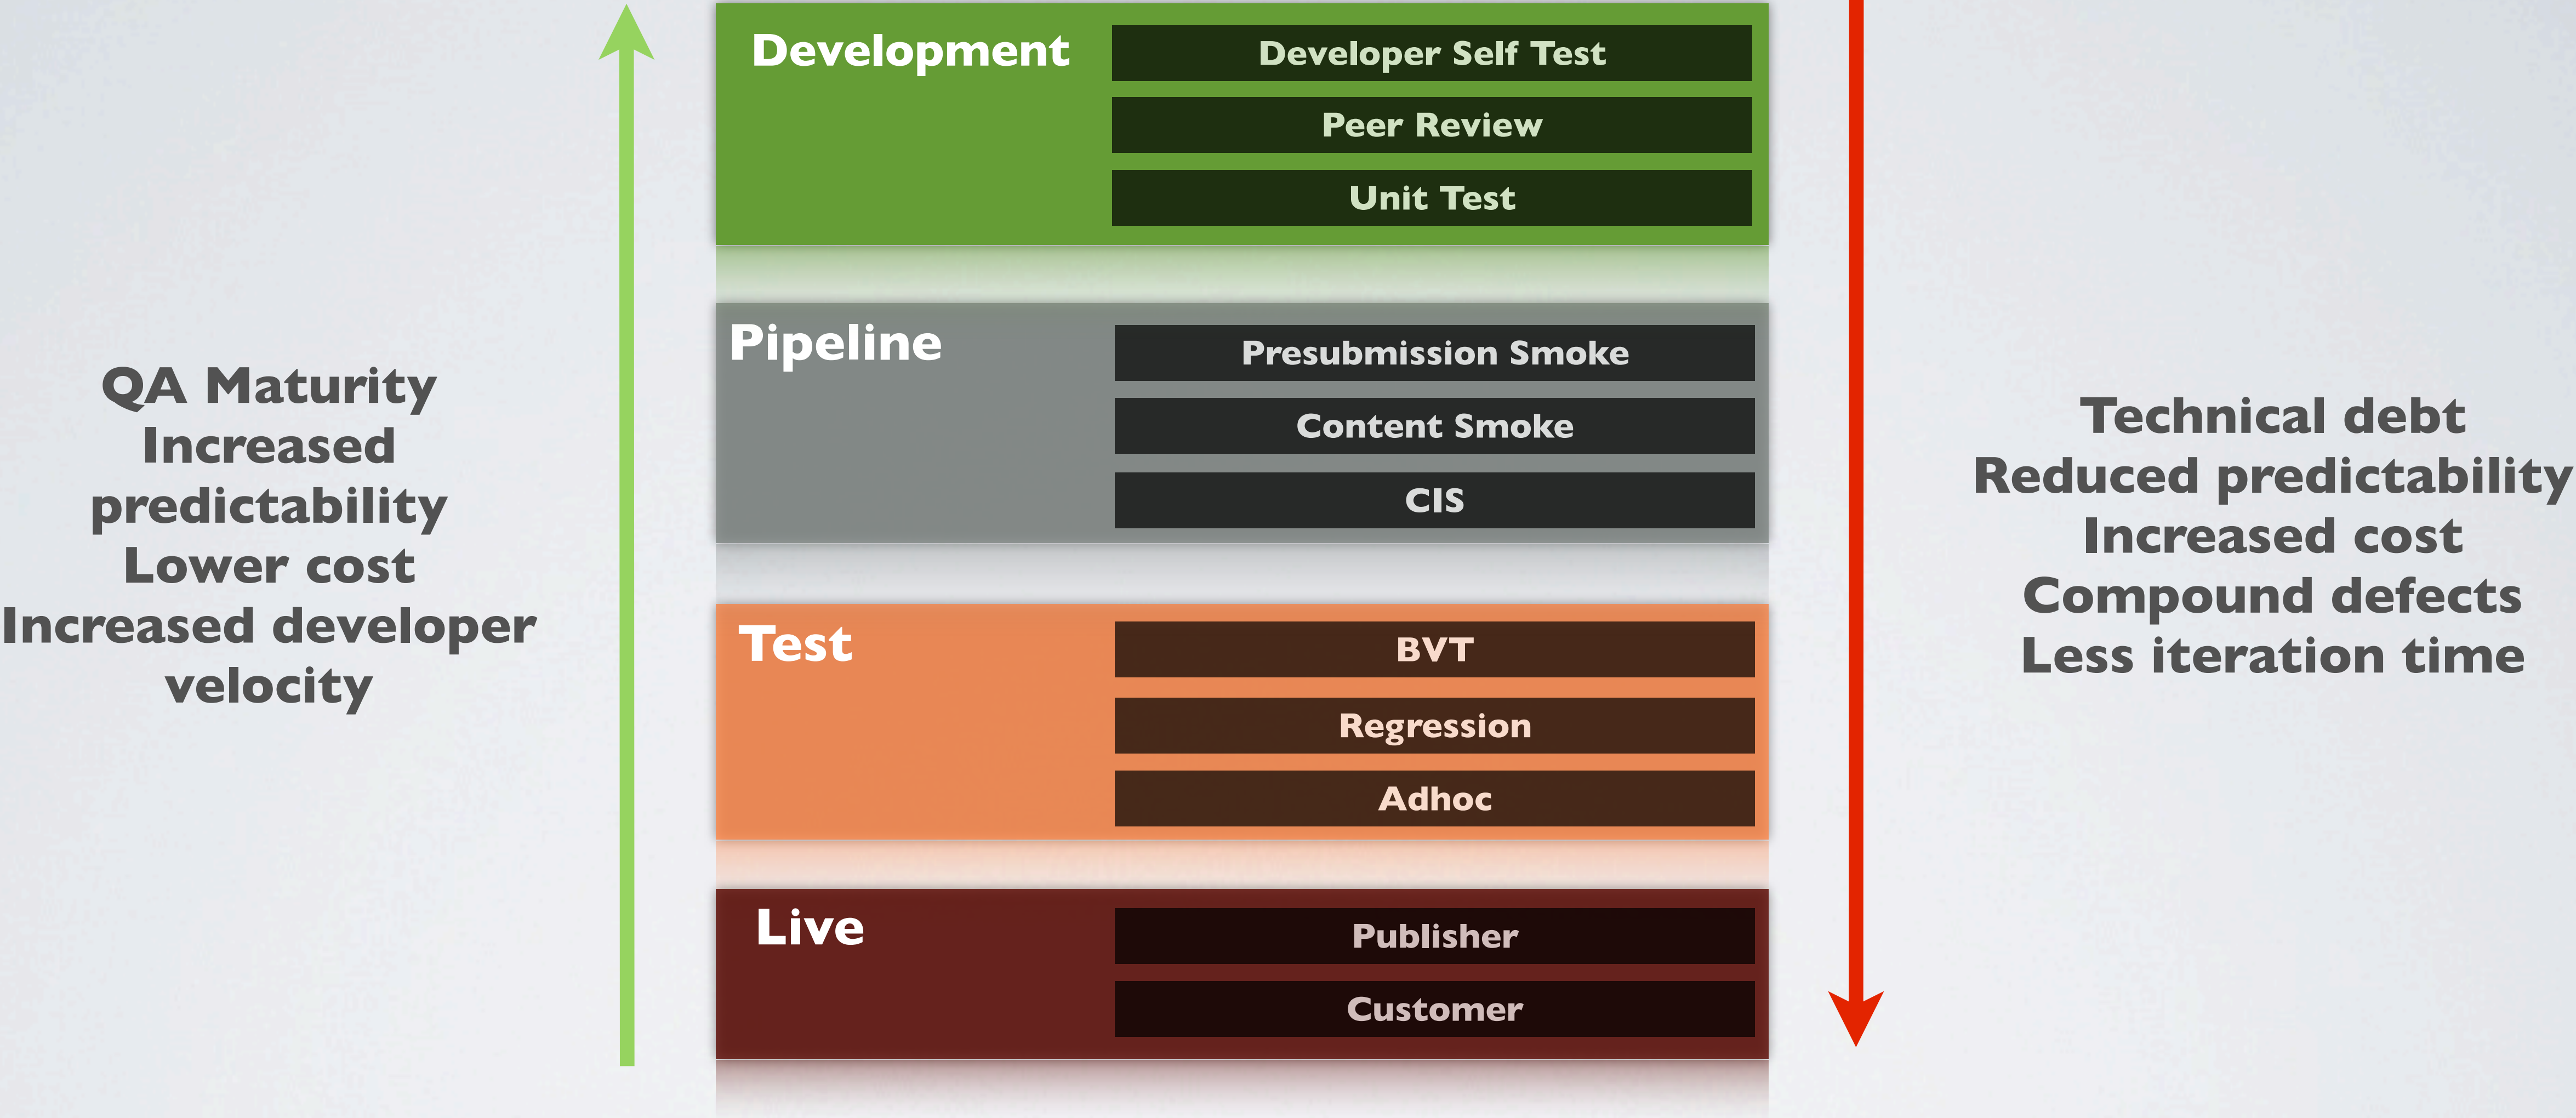 QA Maturity
Increased
predictability
Lower cost
Increased developer
velocity
Development
Developer Self Test
Peer Review
Unit Test
Pipeline
Presubmission Smoke
Content Smoke
CIS
Test
BVT
Regression
Adhoc
Live
Publisher
Customer
Technical debt
Reduced predictability
Increased cost
Compound defects
Less iteration time